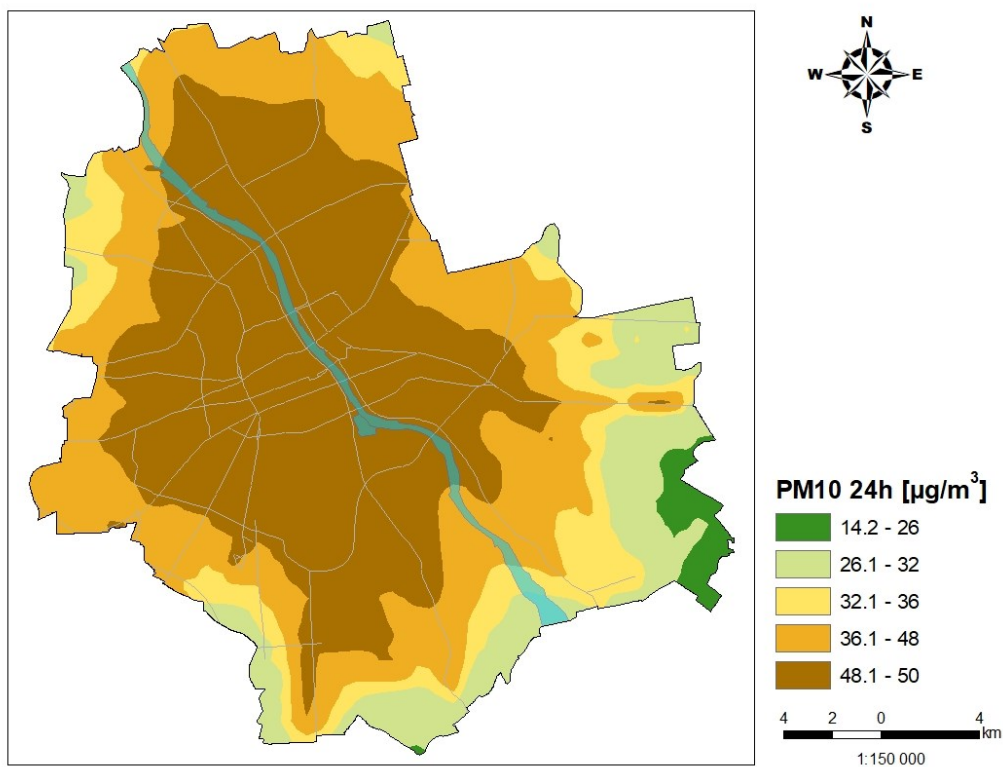 N
W E
S
PM10 24h [µg/m³]
14.2 - 26
26.1 - 32
32.1 - 36
36.1 - 48
48.1 - 50
4 2 0 4
km
1:150 000